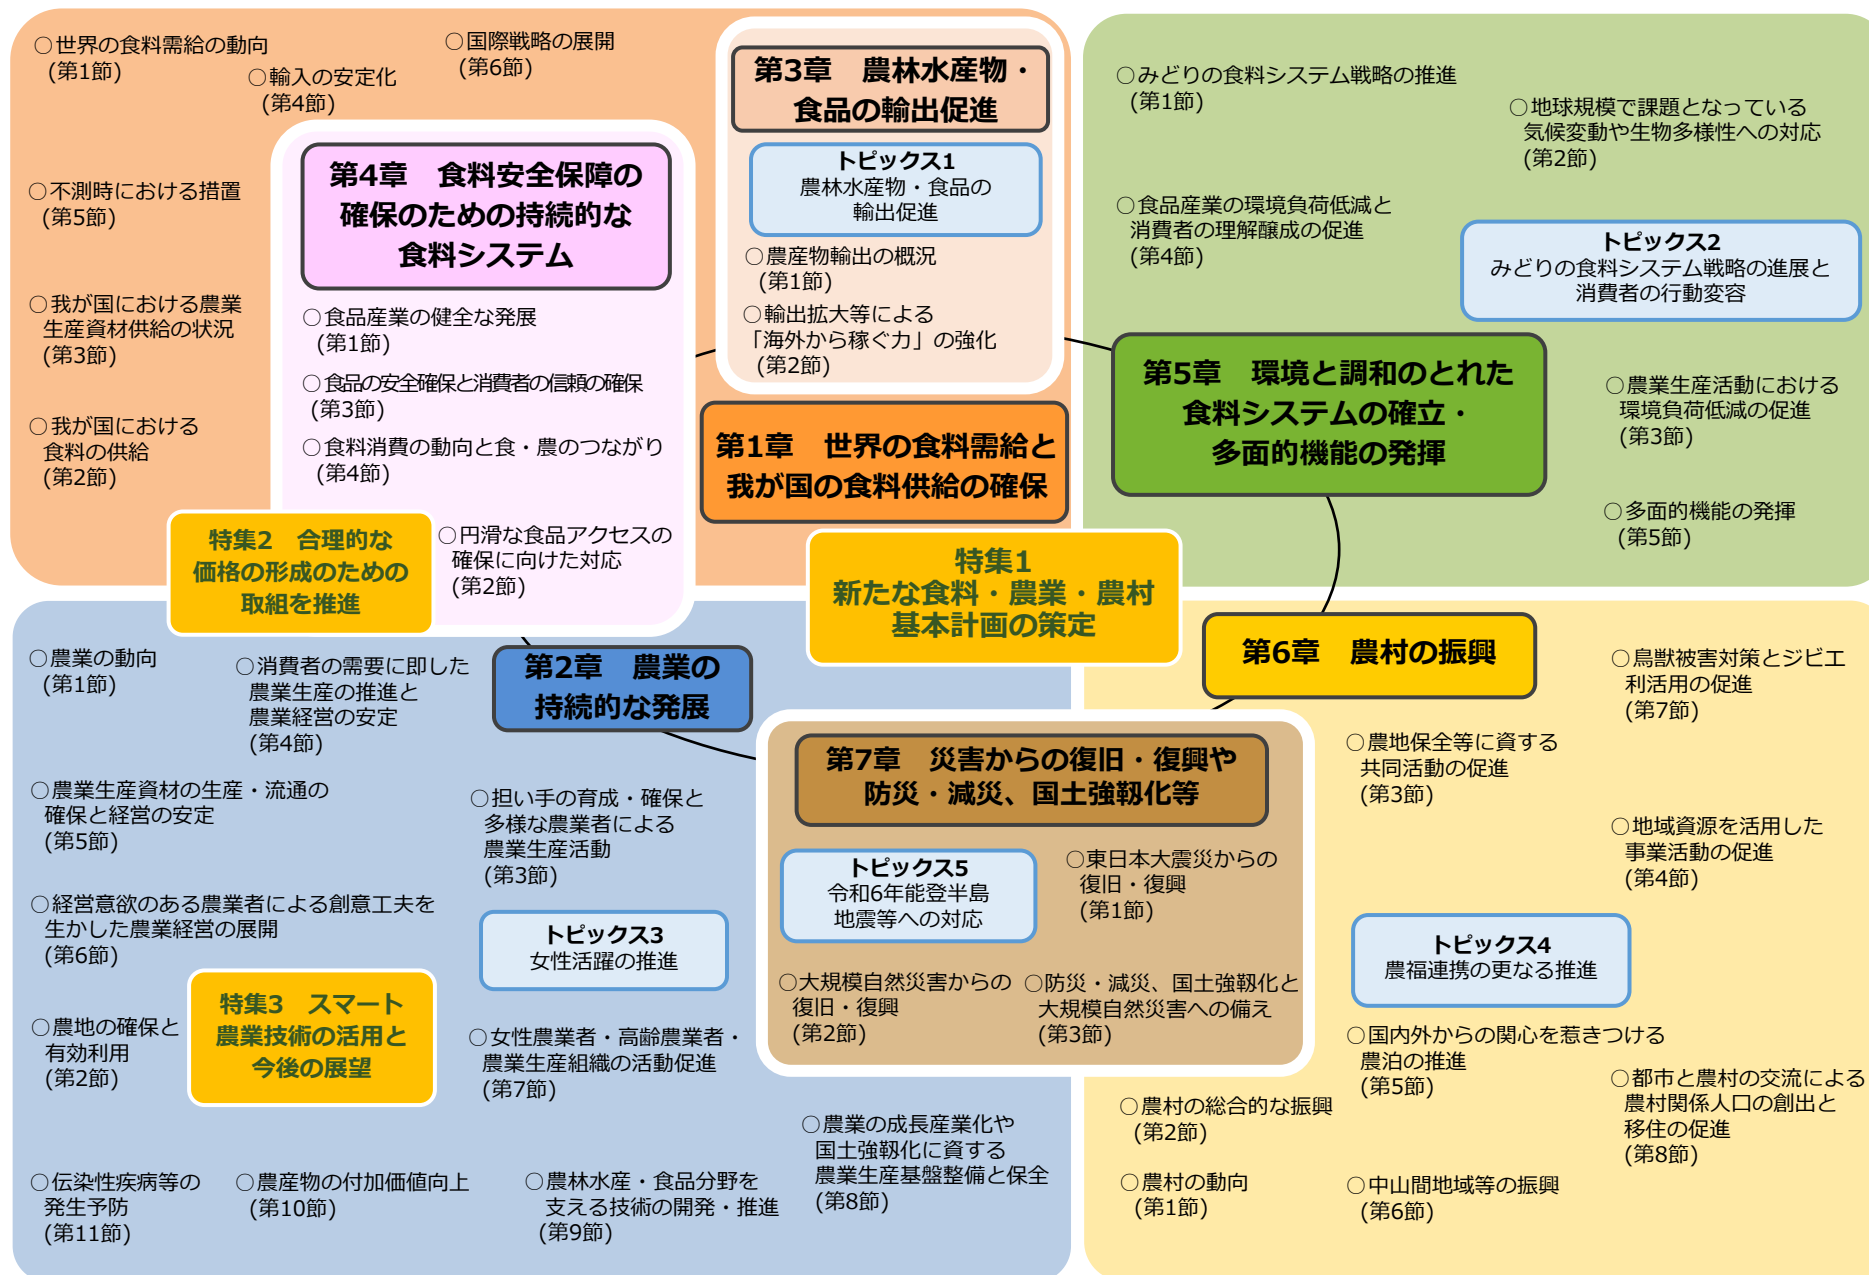 ○世界の食料需給の動向
(第1節)
○輸入の安定化
(第4節)
○国際戦略の展開
(第6節)
○不測時における措置
(第5節)
○我が国における農業
生産資材供給の状況
(第3節)
○我が国における
食料の供給
(第2節)
第4章　食料安全保障の
確保のための持続的な
食料システム
○食品産業の健全な発展
(第1節)
○食品の安全確保と消費者の信頼の確保
(第3節)
○食料消費の動向と食・農のつながり
(第4節)
○円滑な食品アクセスの
確保に向けた対応
(第2節)
特集2　合理的な
価格の形成のための
取組を推進
第3章　農林水産物・
食品の輸出促進
トピックス1
農林水産物・食品の
輸出促進
○農産物輸出の概況
(第1節)
○輸出拡大等による
「海外から稼ぐ力」の強化
(第2節)
第1章　世界の食料需給と
我が国の食料供給の確保
特集1
新たな食料・農業・農村
基本計画の策定
○みどりの食料システム戦略の推進
(第1節)
○地球規模で課題となっている
気候変動や生物多様性への対応
(第2節)
○食品産業の環境負荷低減と
消費者の理解醸成の促進
(第4節)
トピックス2
みどりの食料システム戦略の進展と
消費者の行動変容
第5章　環境と調和のとれた
食料システムの確立・
多面的機能の発揮
○農業生産活動における
環境負荷低減の促進
(第3節)
○多面的機能の発揮
(第5節)
○農業の動向
(第1節)
○消費者の需要に即した
農業生産の推進と
農業経営の安定
(第4節)
第2章　農業の
持続的な発展
○農業生産資材の生産・流通の
確保と経営の安定
(第5節)
○担い手の育成・確保と
多様な農業者による
農業生産活動
(第3節)
○経営意欲のある農業者による創意工夫を
生かした農業経営の展開
(第6節)
トピックス3
女性活躍の推進
特集3　スマート
農業技術の活用と
今後の展望
○農地の確保と
有効利用
(第2節)
○女性農業者・高齢農業者・
農業生産組織の活動促進
(第7節)
○農業の成長産業化や
国土強靱化に資する
農業生産基盤整備と保全
(第8節)
○伝染性疾病等の
発生予防
(第11節)
○農産物の付加価値向上
(第10節)
○農林水産・食品分野を
支える技術の開発・推進
(第9節)
第7章　災害からの復旧・復興や
防災・減災、国土強靱化等
トピックス5
令和6年能登半島
地震等への対応
○東日本大震災からの
復旧・復興
(第1節)
○大規模自然災害からの
復旧・復興
(第2節)
○防災・減災、国土強靱化と
大規模自然災害への備え
(第3節)
第6章　農村の振興
○鳥獣被害対策とジビエ
利活用の促進
(第7節)
○農地保全等に資する
共同活動の促進
(第3節)
○地域資源を活用した
事業活動の促進
(第4節)
トピックス4
農福連携の更なる推進
○国内外からの関心を惹きつける
農泊の推進
(第5節)
○都市と農村の交流による
農村関係人口の創出と
移住の促進
(第8節)
○農村の総合的な振興
(第2節)
○農村の動向
(第1節)
○中山間地域等の振興
(第6節)